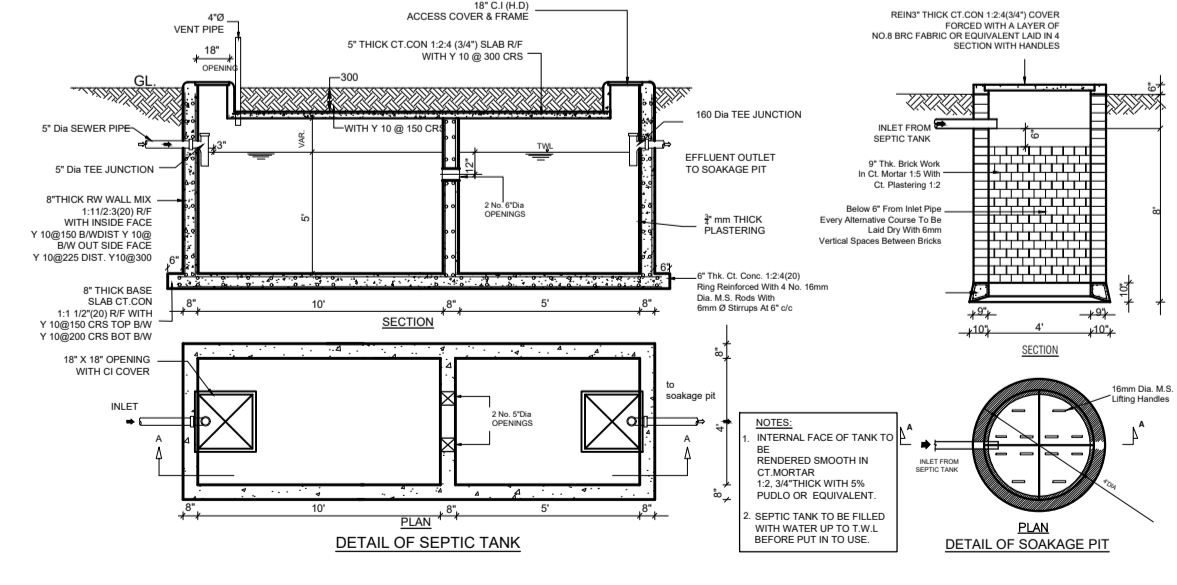 4"Ø
VENT PIPE
18"
OPENING
18" C.I (H.D)
ACCESS COVER & FRAME
5" THICK CT.CON 1:2:4 (3/4") SLAB R/F
WITH Y 10 @ 300 CRS
GL.
300
WITH Y 10 @ 150 CRS
5" Dia SEWER PIPE
3"
VAR.
TWL
160 Dia TEE JUNCTION
5" Dia TEE JUNCTION
EFFLUENT OUTLET
TO SOAKAGE PIT
12"
2 No. 6"Dia
OPENINGS
8"THICK RW WALL MIX
1:11/2:3(20) R/F
WITH INSIDE FACE
Y 10@150 B/WDIST Y 10@
B/W OUT SIDE FACE
Y 10@225 DIST. Y10@300
5'
mm THICK
PLASTERING
6"
6"
8" THICK BASE
SLAB CT.CON
1:1 1/2"(20) R/F WITH
Y 10@150 CRS TOP B/W
Y 10@200 CRS BOT B/W
6" Thk. Ct. Conc. 1:2:4(20)
Ring Reinforced With 4 No. 16mm
Dia. M.S. Rods With
6mm Ø Stirrups At 6" c/c
8" 10' 8" 5' 8"
SECTION
18" X 18" OPENING
WITH CI COVER
INLET
A
2 No. 5"Dia
OPENINGS
A
to
soakage pit
8"
4'
8"
8" 10' 8" 5' 8"
PLAN
DETAIL OF SEPTIC TANK
NOTES:
1. INTERNAL FACE OF TANK TO
BE
RENDERED SMOOTH IN
CT.MORTAR
1:2, 3/4"THICK WITH 5%
PUDLO OR EQUIVALENT.
2. SEPTIC TANK TO BE FILLED
WITH WATER UP TO T.W.L
BEFORE PUT IN TO USE.
REIN3" THICK CT.CON 1:2:4(3/4") COVER
FORCED WITH A LAYER OF
NO.8 BRC FABRIC OR EQUIVALENT LAID IN 4
SECTION WITH HANDLES
6"
INLET FROM
SEPTIC TANK
6"
9" Thk. Brick Work
In Ct. Mortar 1:5 With
Ct. Plastering 1:2
Below 6" From Inlet Pipe
Every Alternative Course To Be
Laid Dry With 6mm
Vertical Spaces Between Bricks
8'
10"
9" 9"
10" 4' 10"
SECTION
16mm Dia. M.S.
Lifting Handles
A
A
INLET FROM
SEPTIC TANK
4'DIA
PLAN
DETAIL OF SOAKAGE PIT